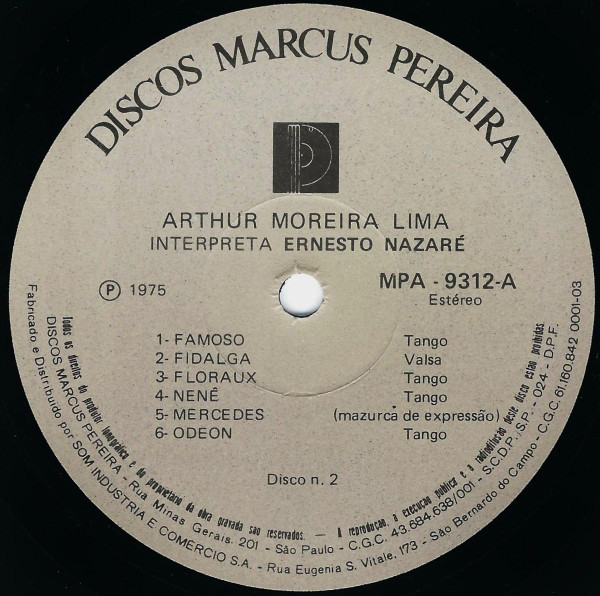 DISCOS MARCUS PEREIRA
ARTHUR MOREIRA LIMA
INTERPRETA ERNESTO NAZARÉ
P 1975
MPA - 9312-A
Estéreo
1- FAMOSO Tango
2- FIDALGA Valsa
3- FLORAUX Tango
4- NENÊ Tango
5- MERCEDES (mazurca de expressão)
6- ODEON Tango
Disco n. 2
Todos os direitos do produtor fonográfico e do proprietário da obra gravada são reservados. — A reprodução, a execução pública e a radiodifusão deste disco estão proibidas.
DISCOS MARCUS PEREIRA - Rua Minas Gerais, 201 - São Paulo - C.G.C. 43.684.638/001 - S.C.D.P./SP. - 024 - D.P.F.
Fabricado e Distribuido por SOM INDUSTRIA E COMERCIO S.A. - Rua Eugenia S. Vitale, 173 - São Bernardo do Campo - C.G.C. 61.160.842 0001-03